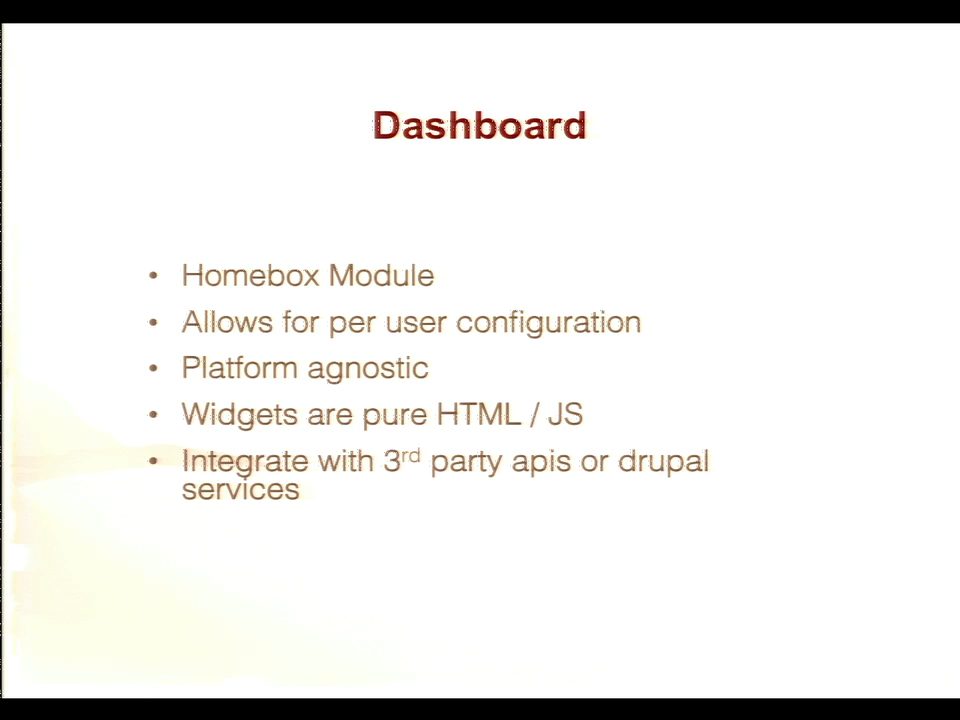 Dashboard
• Homebox Module
• Allows for per user configuration
• Platform agnostic
• Widgets are pure HTML / JS
• Integrate with 3rd party apis or drupal
services